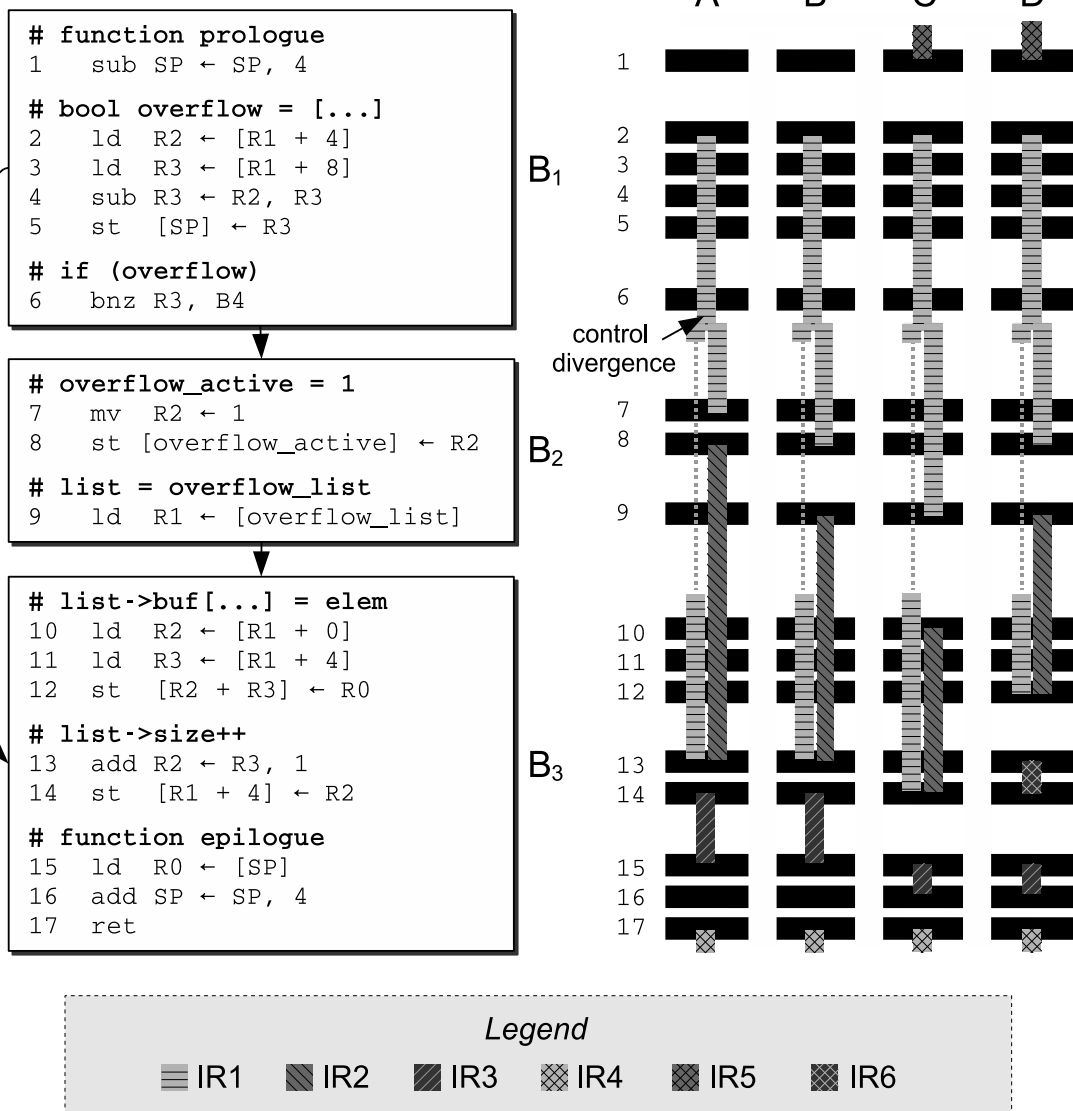 A B C D
# function prologue
1 sub SP ← SP, 4
# bool overflow = [...]
2 ld R2 ← [R1 + 4]
3 ld R3 ← [R1 + 8]
4 sub R3 ← R2, R3
5 st [SP] ← R3
# if (overflow)
6 bnz R3, B4
B1
# overflow_active = 1
7 mv R2 ← 1
8 st [overflow_active] ← R2
# list = overflow_list
9 ld R1 ← [overflow_list]
B2
# list->buf[...] = elem
10 ld R2 ← [R1 + 0]
11 ld R3 ← [R1 + 4]
12 st [R2 + R3] ← R0
# list->size++
13 add R2 ← R3, 1
14 st [R1 + 4] ← R2
# function epilogue
15 ld R0 ← [SP]
16 add SP ← SP, 4
17 ret
B3
1
2
3
4
5
6
control
divergence
7
8
9
10
11
12
13
14
15
16
17
Legend
IR1 IR2 IR3 IR4 IR5 IR6